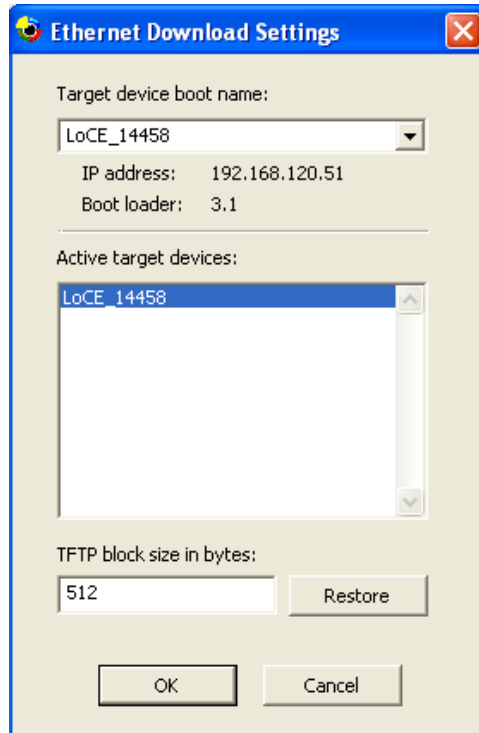 Ethernet Download Settings
Target device boot name:
LoCE_14458
IP address: 192.168.120.51
Boot loader: 3.1
Active target devices:
LoCE_14458
TFTP block size in bytes:
512 Restore
OK Cancel